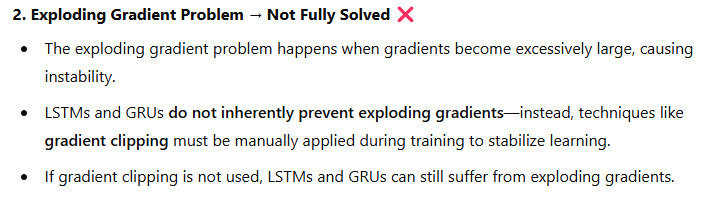 2. Exploding Gradient Problem → Not Fully Solved ❌
• The exploding gradient problem happens when gradients become excessively large, causing
instability.
• LSTMs and GRUs do not inherently prevent exploding gradients—instead, techniques like
gradient clipping must be manually applied during training to stabilize learning.
• If gradient clipping is not used, LSTMs and GRUs can still suffer from exploding gradients.